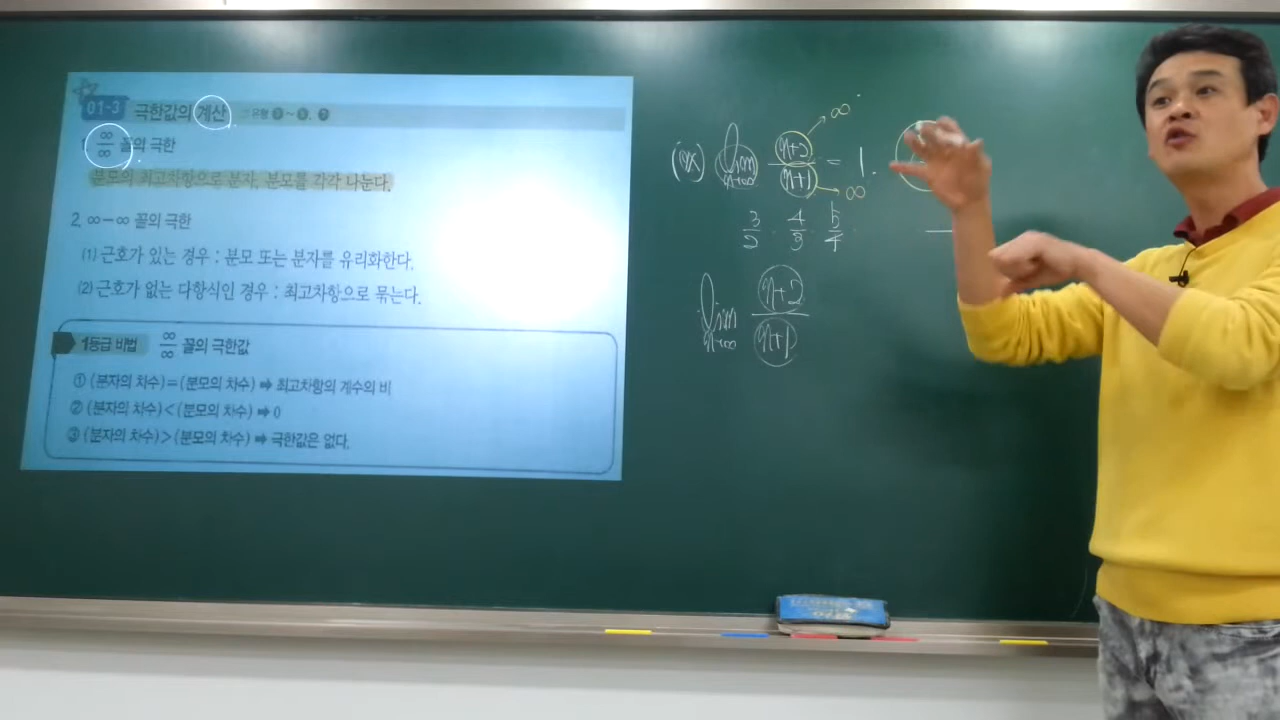 01-3 극한값의 계산
1. ∞/∞ 꼴의 극한
분모의 최고차항으로 분자, 분모를 각각 나눈다.
2. ∞-∞ 꼴의 극한
(1) 근호가 있는 경우 : 분모 또는 분자를 유리화한다.
(2) 근호가 없는 다항식인 경우 : 최고차항으로 묶는다.
1등급 비법 ∞/∞ 꼴의 극한값
① (분자의 차수)=(분모의 차수) ➡ 최고차항의 계수의 비
② (분자의 차수)<(분모의 차수) ➡ 0
③ (분자의 차수)>(분모의 차수) ➡ 극한값은 없다.
(ex) lim n→∞ (n+2)/(n+1) = 1.
→∞
→∞
3/2 4/3 5/4
lim n→∞ (n+2)/(n+1)